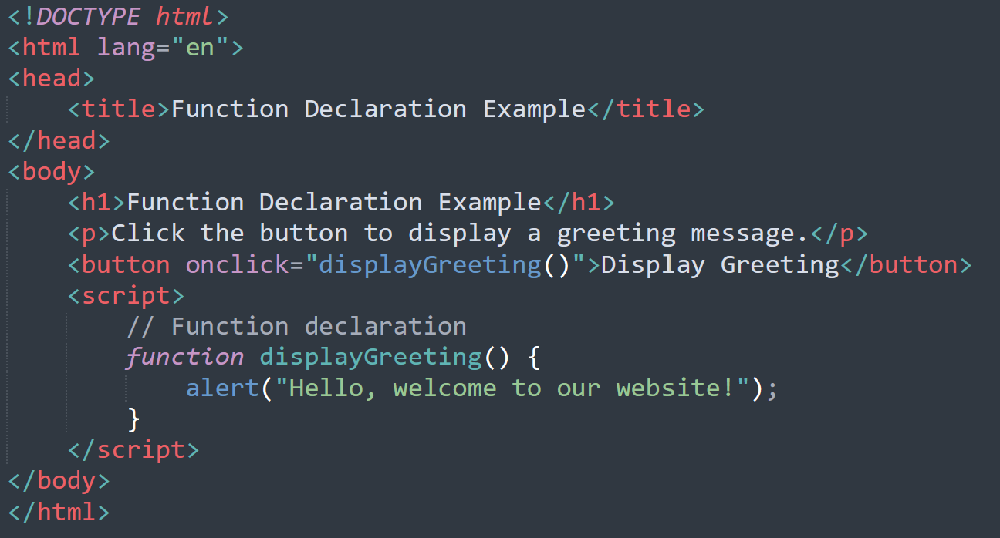 <!DOCTYPE html>
<html lang="en">
<head>
    <title>Function Declaration Example</title>
</head>
<body>
    <h1>Function Declaration Example</h1>
    <p>Click the button to display a greeting message.</p>
    <button onclick="displayGreeting()">Display Greeting</button>
    <script>
        // Function declaration
        function displayGreeting() {
            alert("Hello, welcome to our website!");
        }
    </script>
</body>
</html>